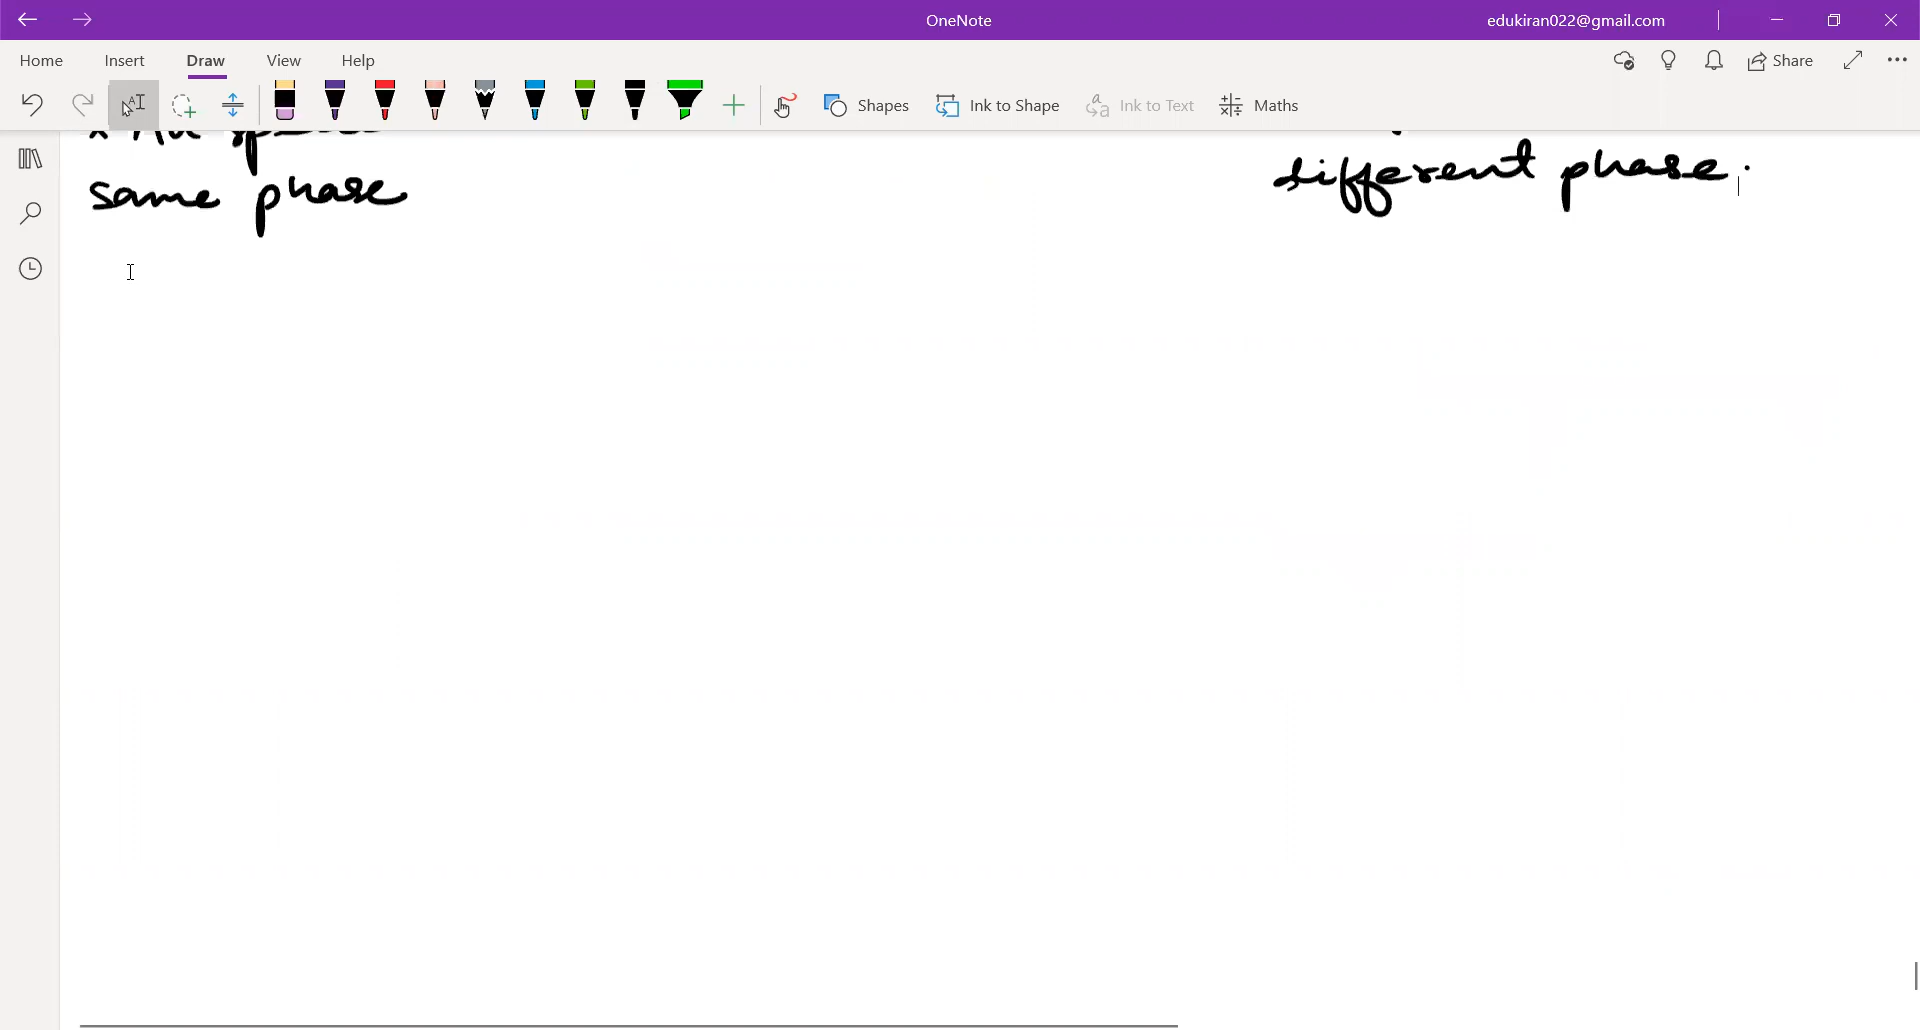 OneNote
edukiran022@gmail.com
Home Insert Draw View Help
Share
Shapes Ink to Shape Ink to Text Maths
same phase
different phase.